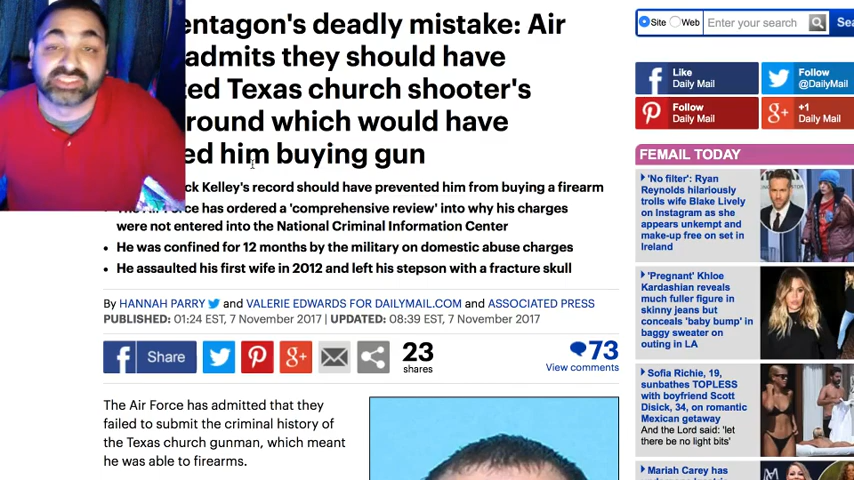 entagon's deadly mistake: Air
admits they should have
ed Texas church shooter's
round which would have
ed him buying gun
ck Kelley's record should have prevented him from buying a firearm
The Air Force has ordered a 'comprehensive review' into why his charges
were not entered into the National Criminal Information Center
• He was confined for 12 months by the military on domestic abuse charges
• He assaulted his first wife in 2012 and left his stepson with a fracture skull
By HANNAH PARRY and VALERIE EDWARDS FOR DAILYMAIL.COM and ASSOCIATED PRESS
PUBLISHED: 01:24 EST, 7 November 2017 | UPDATED: 08:39 EST, 7 November 2017
f Share
g+
23
shares
73
View comments
The Air Force has admitted that they
failed to submit the criminal history of
the Texas church gunman, which meant
he was able to firearms.
Site Web Enter your search Sea
f Like
Daily Mail
Follow
@DailyMail
Follow
Daily Mail
g+ +1
Daily Mail
FEMAIL TODAY
'No filter': Ryan
Reynolds hilariously
trolls wife Blake Lively
on Instagram as she
appears unkempt and
make-up free on set in
Ireland
'Pregnant' Khloe
Kardashian reveals
much fuller figure in
skinny jeans but
conceals 'baby bump' in
baggy sweater on
outing in LA
Sofia Richie, 19,
sunbathes TOPLESS
with boyfriend Scott
Disick, 34, on romantic
Mexican getaway
And the Lord said: 'let
there be no light bits'
Mariah Carey has